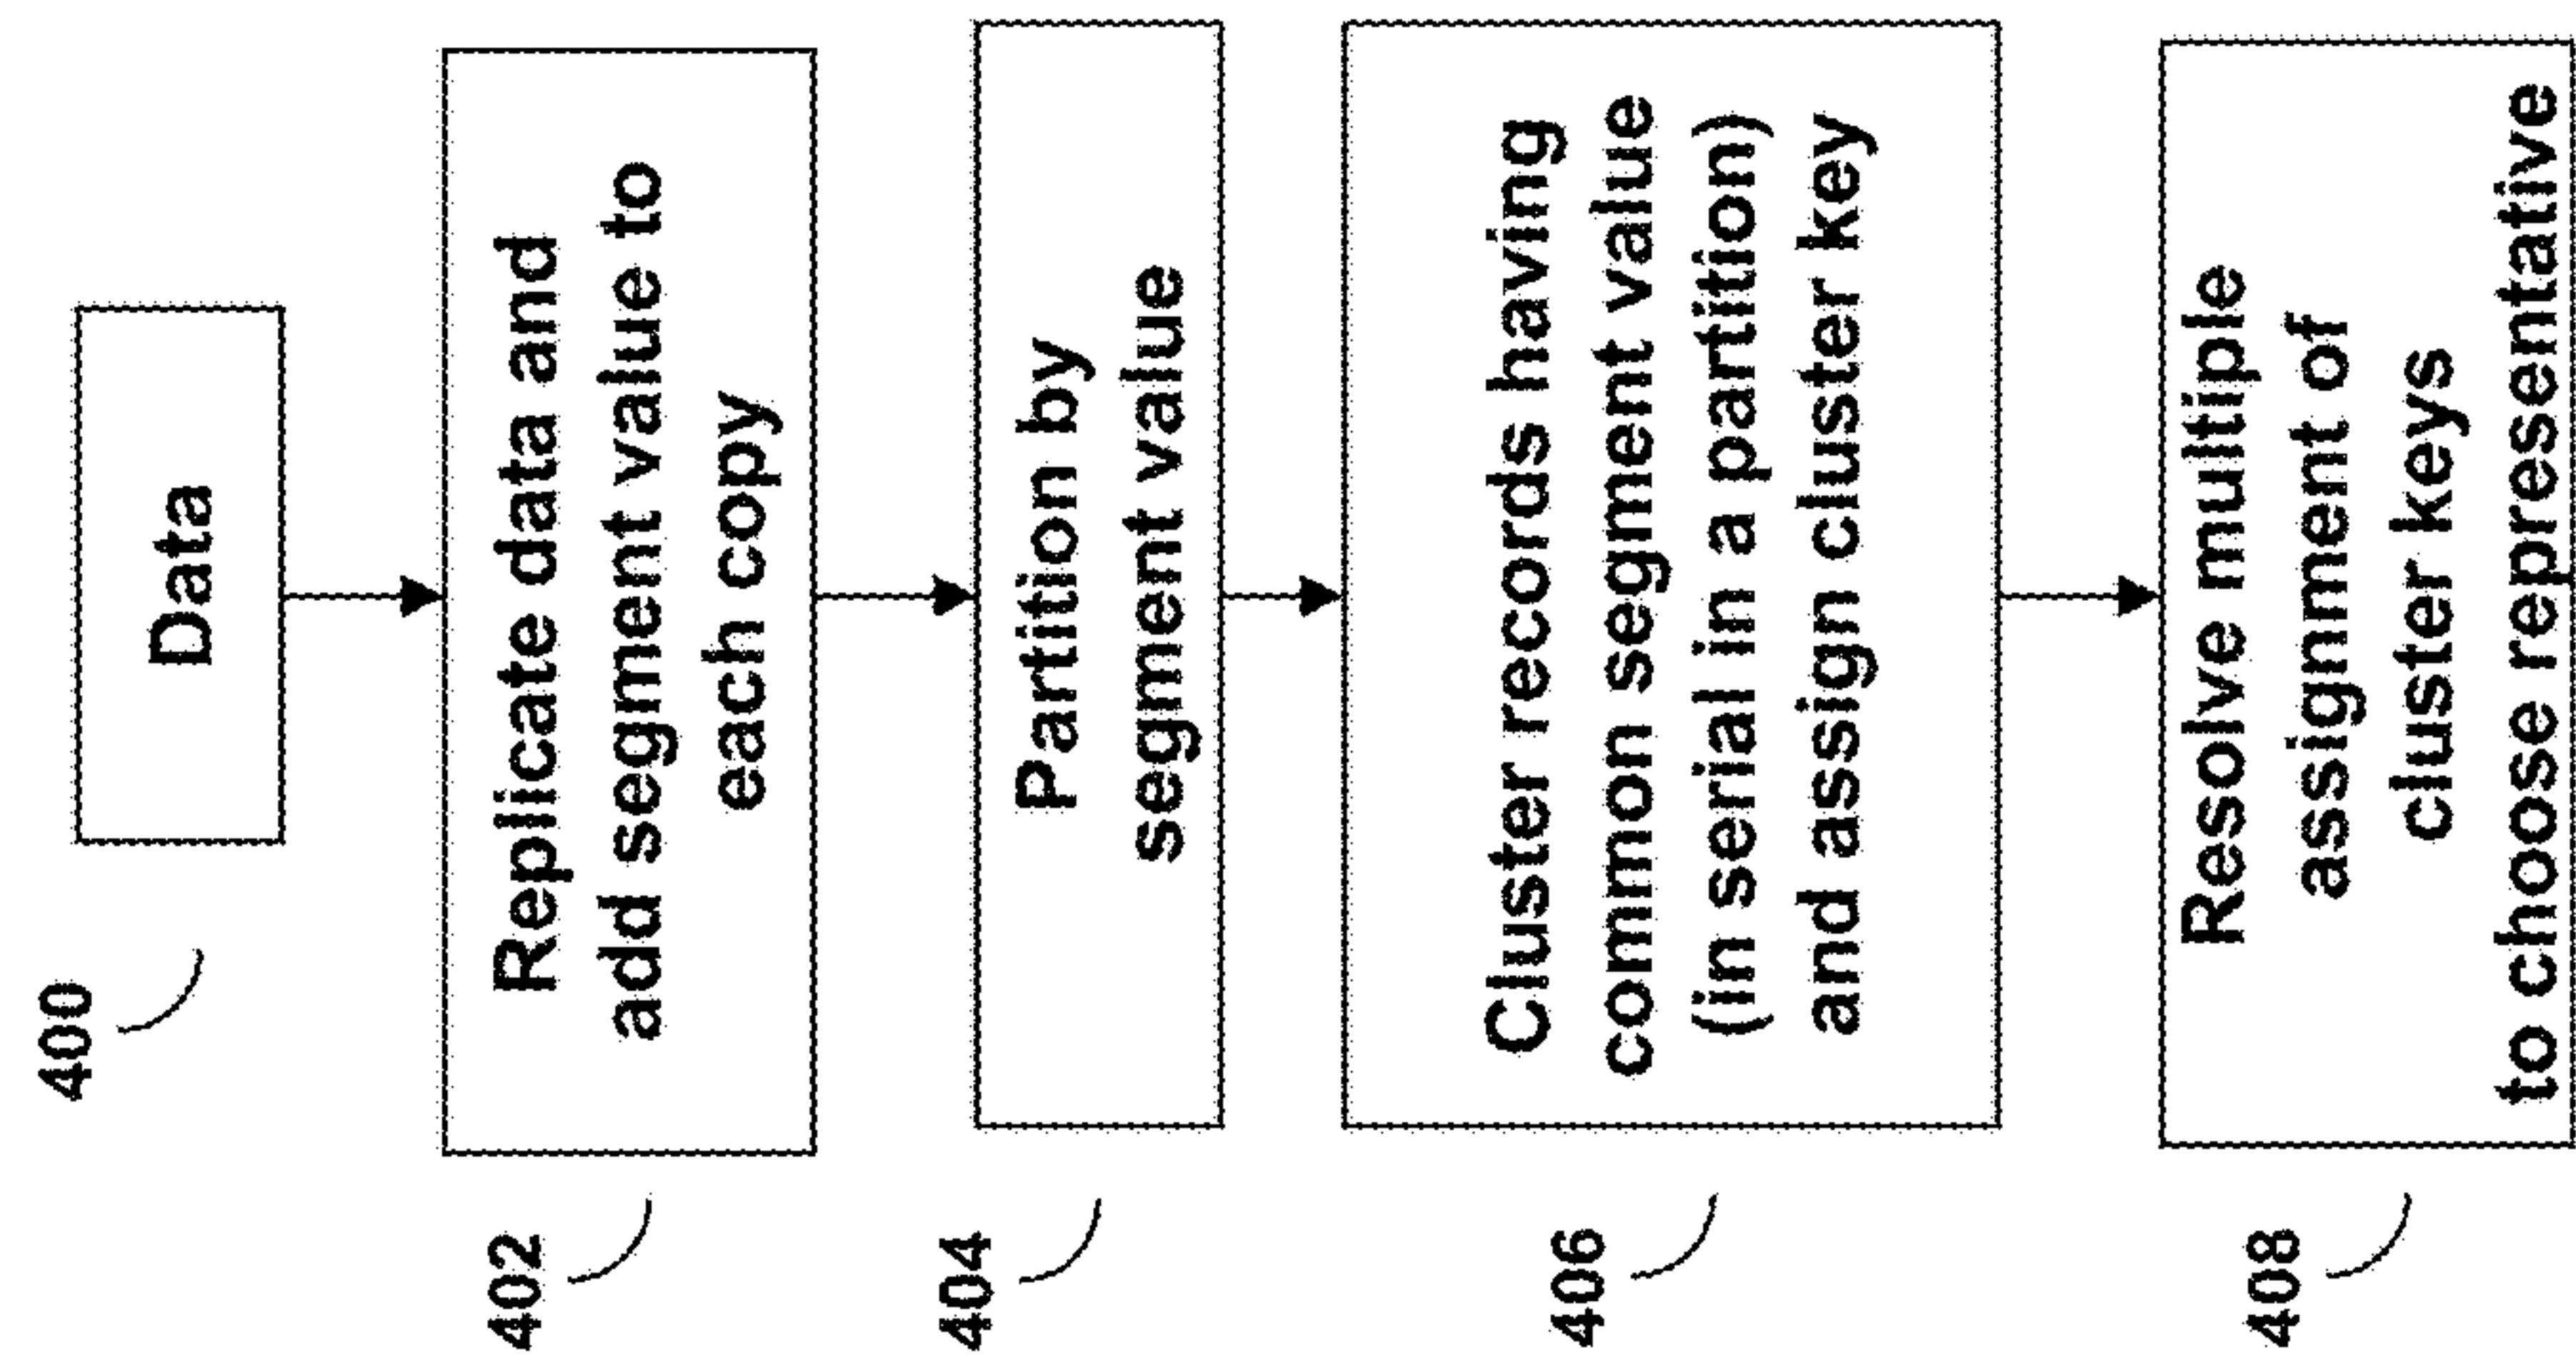 400
Data
402
Replicate data and
add segment value to
each copy
404
Partition by
segment value
406
Cluster records having
common segment value
(in serial in a partition)
and assign cluster key
408
Resolve multiple
assignment of
cluster keys
to choose representative